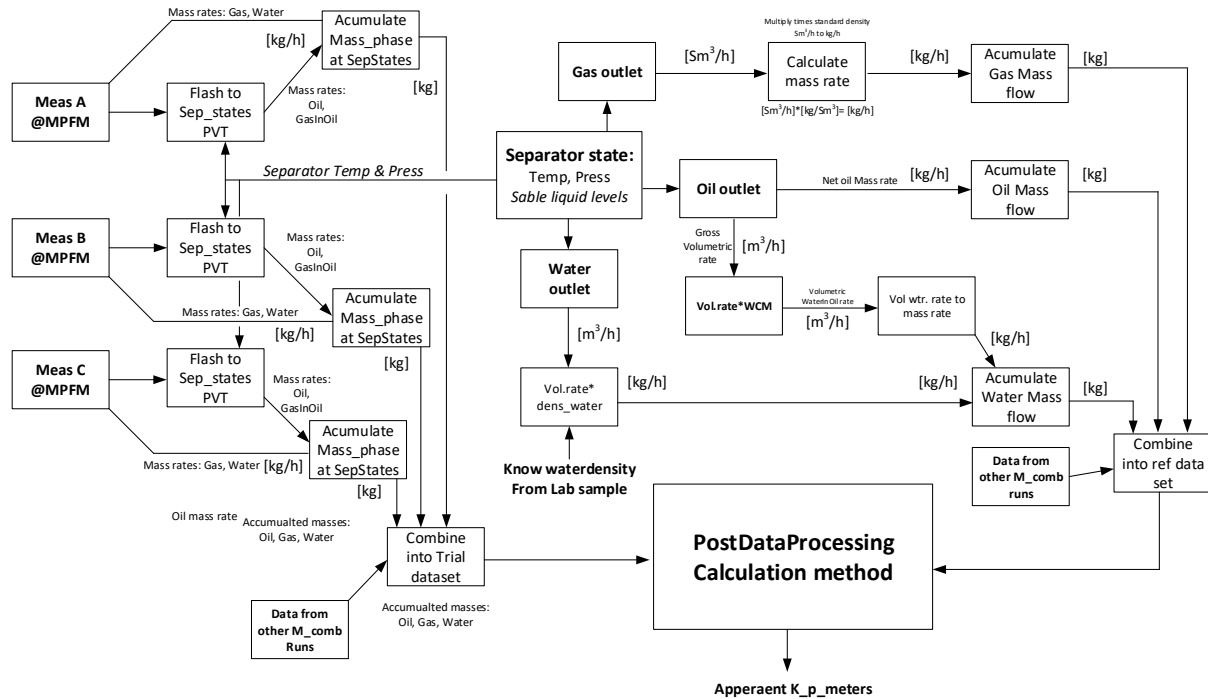 Mass rates: Gas, Water
[kg/h]
Acumulate
Mass_phase
at SepStates
[kg]
Meas A
@MPFM
Flash to
Sep_states
PVT
Mass rates:
Oil,
GasInOil
Separator Temp & Press
Meas B
@MPFM
Flash to
Sep_states
PVT
Mass rates:
Oil,
GasInOil
Mass rates: Gas, Water
[kg/h]
Acumulate
Mass_phase
at SepStates
[kg]
Meas C
@MPFM
Flash to
Sep_states
PVT
Mass rates:
Oil,
GasInOil
Mass rates: Gas, Water
[kg/h]
Acumulate
Mass_phase
at SepStates
[kg]
Oil mass rate
Accumualted masses:
Oil, Gas, Water
Combine
into Trial
dataset
Data from
other M_comb
Runs
Accumualted masses:
Oil, Gas, Water
Gas outlet
[Sm³/h]
Multiply times standard density
Sm³/h to kg/h
Calculate
mass rate
[Sm³/h]*[kg/Sm³]= [kg/h]
[kg/h]
Acumulate
Gas Mass
flow
[kg]
Separator state:
Temp, Press
Sable liquid levels
Oil outlet
Net oil Mass rate
[kg/h]
Acumulate
Oil Mass
flow
[kg]
Gross
Volumetric
rate
[m³/h]
Water
outlet
[m³/h]
Vol.rate*WCM
Volumetric
WaterInOil rate
[m³/h]
Vol wtr. rate to
mass rate
[kg/h]
Vol.rate*
dens_water
[kg/h]
[kg/h]
Acumulate
Water Mass
flow
[kg]
Know waterdensity
From Lab sample
Data from
other M_comb
runs
Combine
into ref data
set
PostDataProcessing
Calculation method
Apperaent K_p_meters